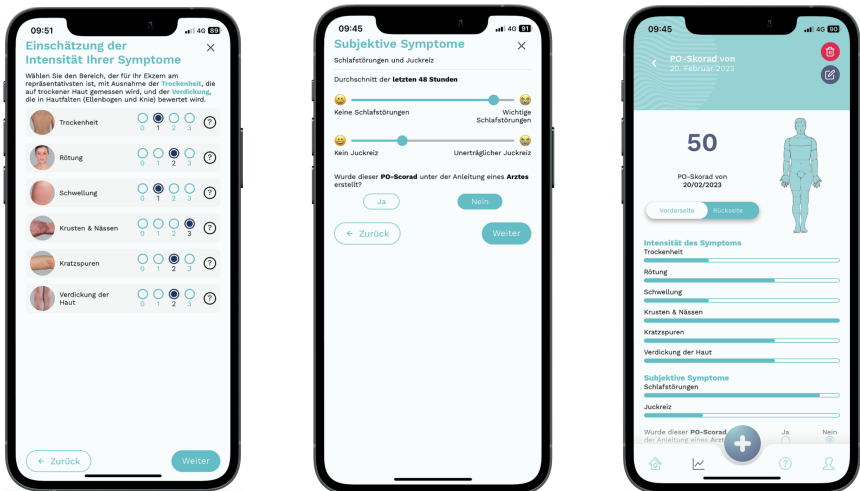 09:51
4G 89
Einschätzung der
Intensität Ihrer Symptome
Wählen Sie den Bereich, der für Ihr Ekzem am
repräsentativsten ist, mit Ausnahme der Trockenheit, die
auf trockener Haut gemessen wird, und der Verdickung,
die in Hautfalten (Ellenbogen und Knie) bewertet wird.
Trockenheit
0 1 2 3 ?
Rötung
0 1 2 3 ?
Schwellung
0 1 2 3 ?
Krusten & Nässen
0 1 2 3 ?
Kratzspuren
0 1 2 3 ?
Verdickung der
Haut
0 1 2 3 ?
← Zurück
Weiter
09:45
4G 91
Subjektive Symptome
Schlafstörungen und Juckreiz
Durchschnitt der letzten 48 Stunden
Keine Schlafstörungen
Wichtige
Schlafstörungen
Kein Juckreiz
Unerträglicher Juckreiz
Wurde dieser PO-Scorad unter der Anleitung eines Arztes
erstellt?
Ja
Nein
← Zurück
Weiter
09:45
4G 90
PO-Skorad von
20. Februar 2023
50
PO-Skorad von
20/02/2023
Vorderseite
Rückseite
Intensität des Symptoms
Trockenheit
Rötung
Schwellung
Krusten & Nässen
Kratzspuren
Verdickung der Haut
Subjektive Symptome
Schlafstörungen
Juckreiz
Wurde dieser PO-Scorad
der Anleitung eines
Ja
Nein
?